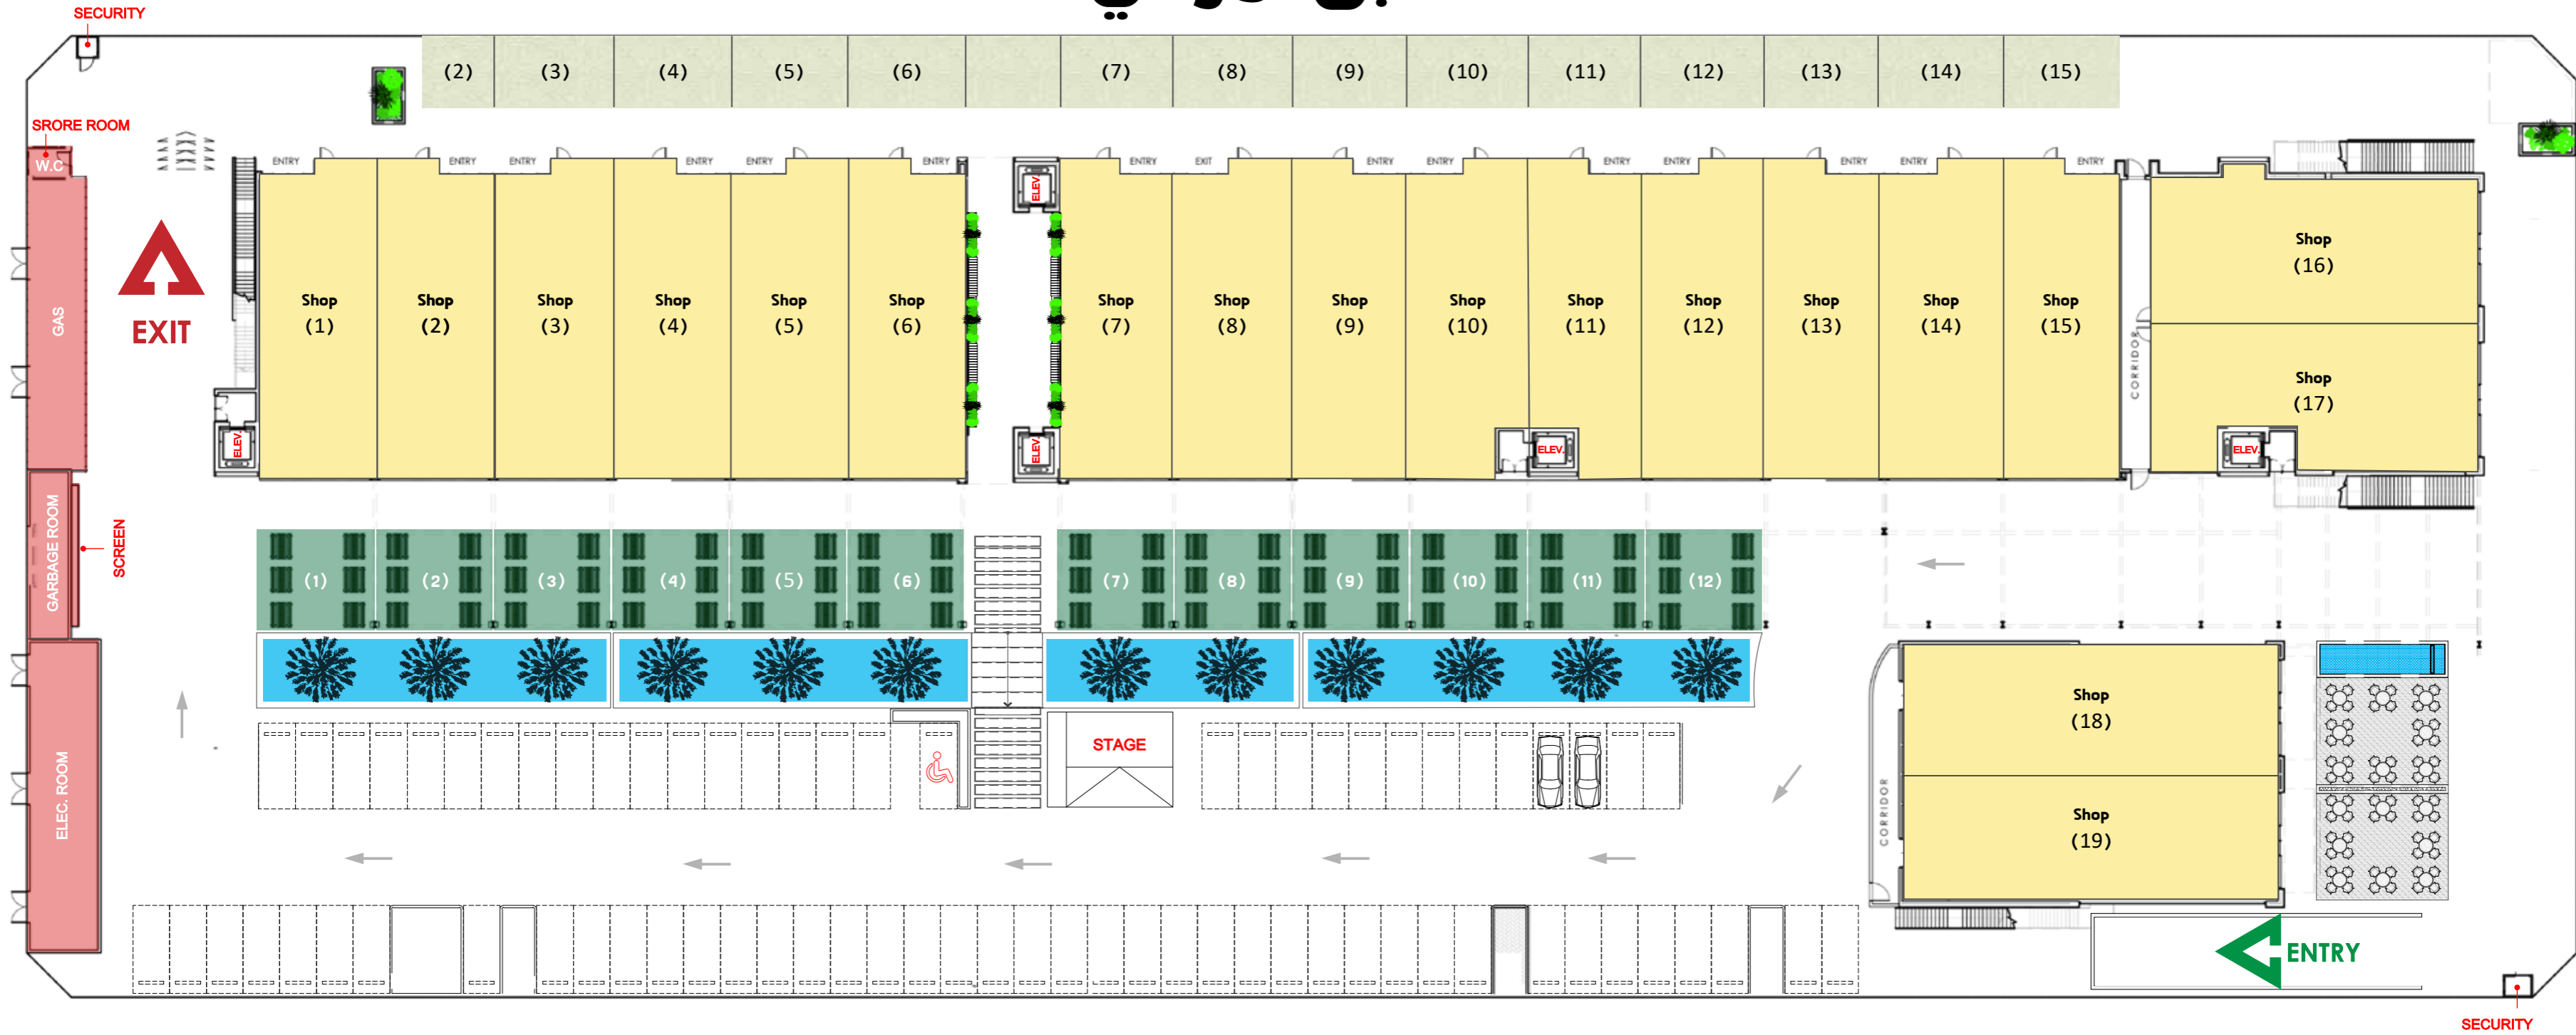 SECURITY
(2) (3) (4) (5) (6) (7) (8) (9) (10) (11) (12) (13) (14) (15)
SRORE ROOM
W.C
ENTRY ENTRY ENTRY ENTRY ENTRY ENTRY ENTRY EXIT ENTRY ENTRY ENTRY ENTRY ENTRY ENTRY ENTRY
ELEV.
GAS
EXIT
Shop
(1)
Shop
(2)
Shop
(3)
Shop
(4)
Shop
(5)
Shop
(6)
Shop
(7)
Shop
(8)
Shop
(9)
Shop
(10)
Shop
(11)
Shop
(12)
Shop
(13)
Shop
(14)
Shop
(15)
CORRIDOR
Shop
(16)
Shop
(17)
ELEV.
ELEV.
ELEV.
ELEV.
GARBAGE ROOM
SCREEN
(1) (2) (3) (4) (5) (6) (7) (8) (9) (10) (11) (12)
ELEC. ROOM
STAGE
CORRIDOR
Shop
(18)
Shop
(19)
ENTRY
SECURITY